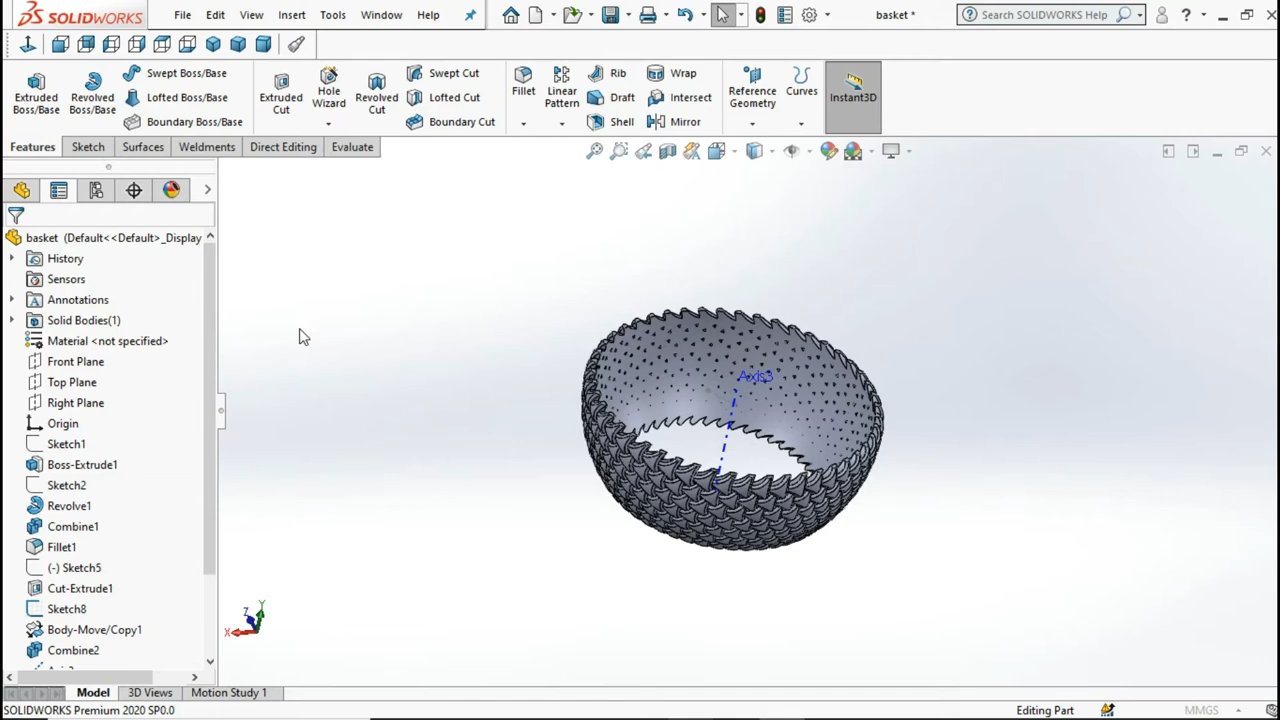 SOLIDWORKS File Edit View Insert Tools Window Help basket * Search SOLIDWORKS Help ?
Extruded Boss/Base
Revolved Boss/Base
Swept Boss/Base
Lofted Boss/Base
Boundary Boss/Base
Extruded Cut
Hole Wizard
Revolved Cut
Swept Cut
Lofted Cut
Boundary Cut
Fillet
Linear Pattern
Rib
Draft
Shell
Wrap
Intersect
Mirror
Reference Geometry
Curves
Instant3D
Features Sketch Surfaces Weldments Direct Editing Evaluate
basket (Default<<Default>_Display
History
Sensors
Annotations
Solid Bodies(1)
Material <not specified>
Front Plane
Top Plane
Right Plane
Origin
Sketch1
Boss-Extrude1
Sketch2
Revolve1
Combine1
Fillet1
(-) Sketch5
Cut-Extrude1
Sketch8
Body-Move/Copy1
Combine2
Axis3
Z Y X
Model 3D Views Motion Study 1
SOLIDWORKS Premium 2020 SP0.0 Editing Part MMGS